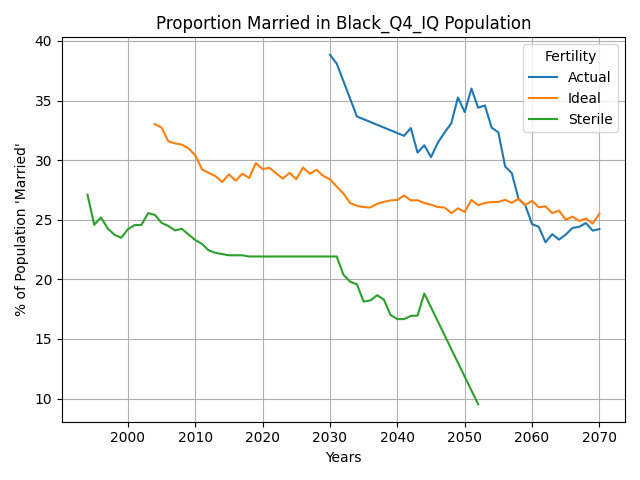 Proportion Married in Black_Q4_IQ Population
% of Population 'Married'
40
35
30
25
20
15
10
Fertility
Actual
Ideal
Sterile
2000 2010 2020 2030 2040 2050 2060 2070
Years